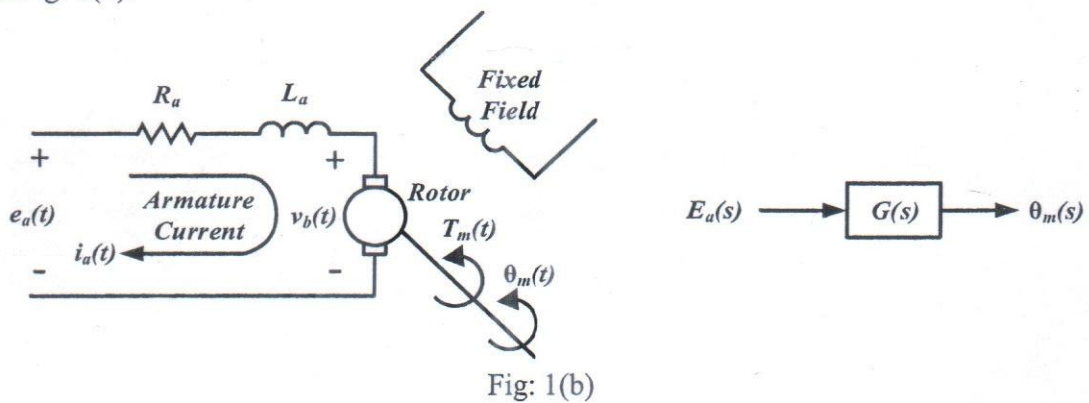 R_a L_a
Fixed
Field
+ +
Rotor
e_a(t) Armature v_b(t) T_m(t) E_a(s) G(s) θ_m(s)
Current
i_a(t)
θ_m(t)
- -
Fig: 1(b)